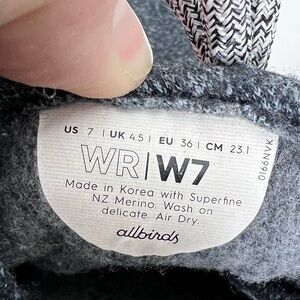 US 7 | UK 4.5 | EU 36 | CM 23.1
WR|W7
Made in Korea with Superfine
NZ Merino. Wash on
delicate. Air Dry.
allbirds
0166NVK